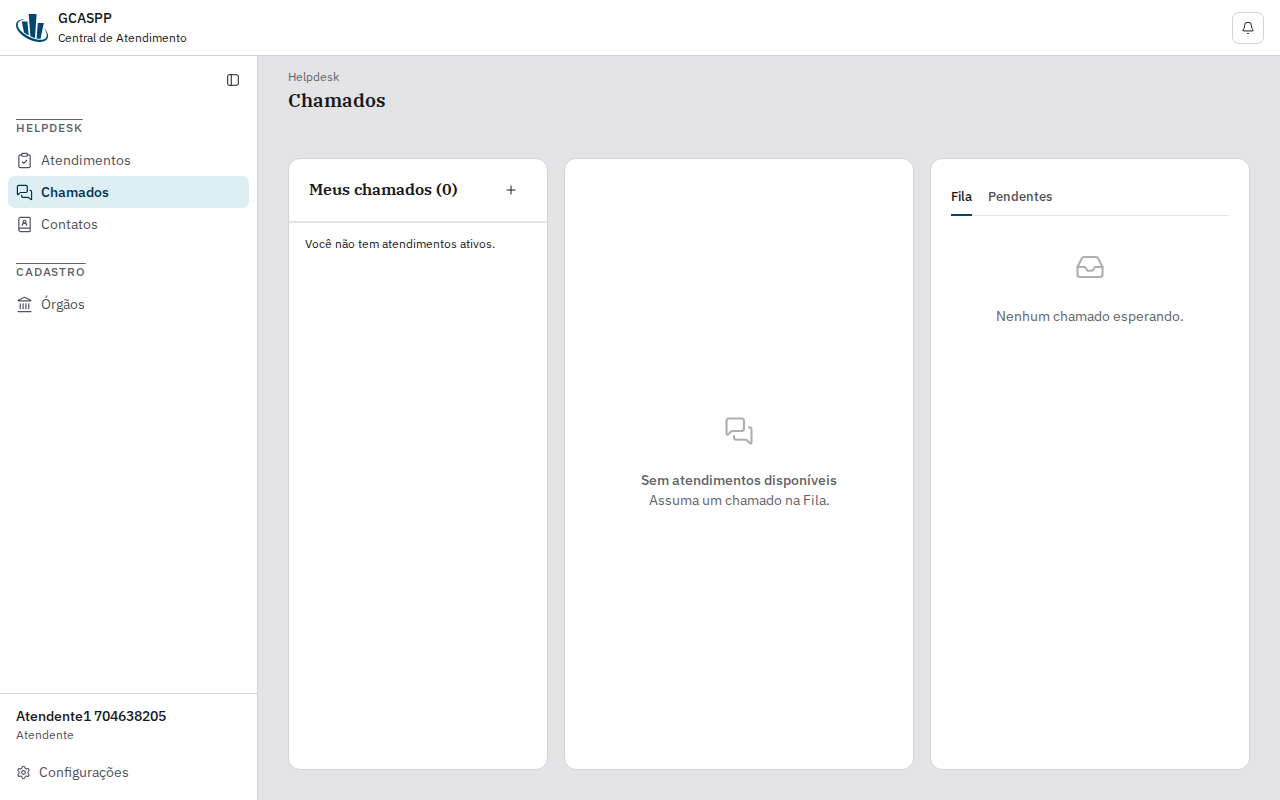 GCASPP
Central de Atendimento
HELPDESK
Atendimentos
Chamados
Contatos
CADASTRO
Órgãos
Atendente1 704638205
Atendente
Configurações
Helpdesk
Chamados
Meus chamados (0)
Você não tem atendimentos ativos.
Sem atendimentos disponíveis
Assuma um chamado na Fila.
Fila Pendentes
Nenhum chamado esperando.